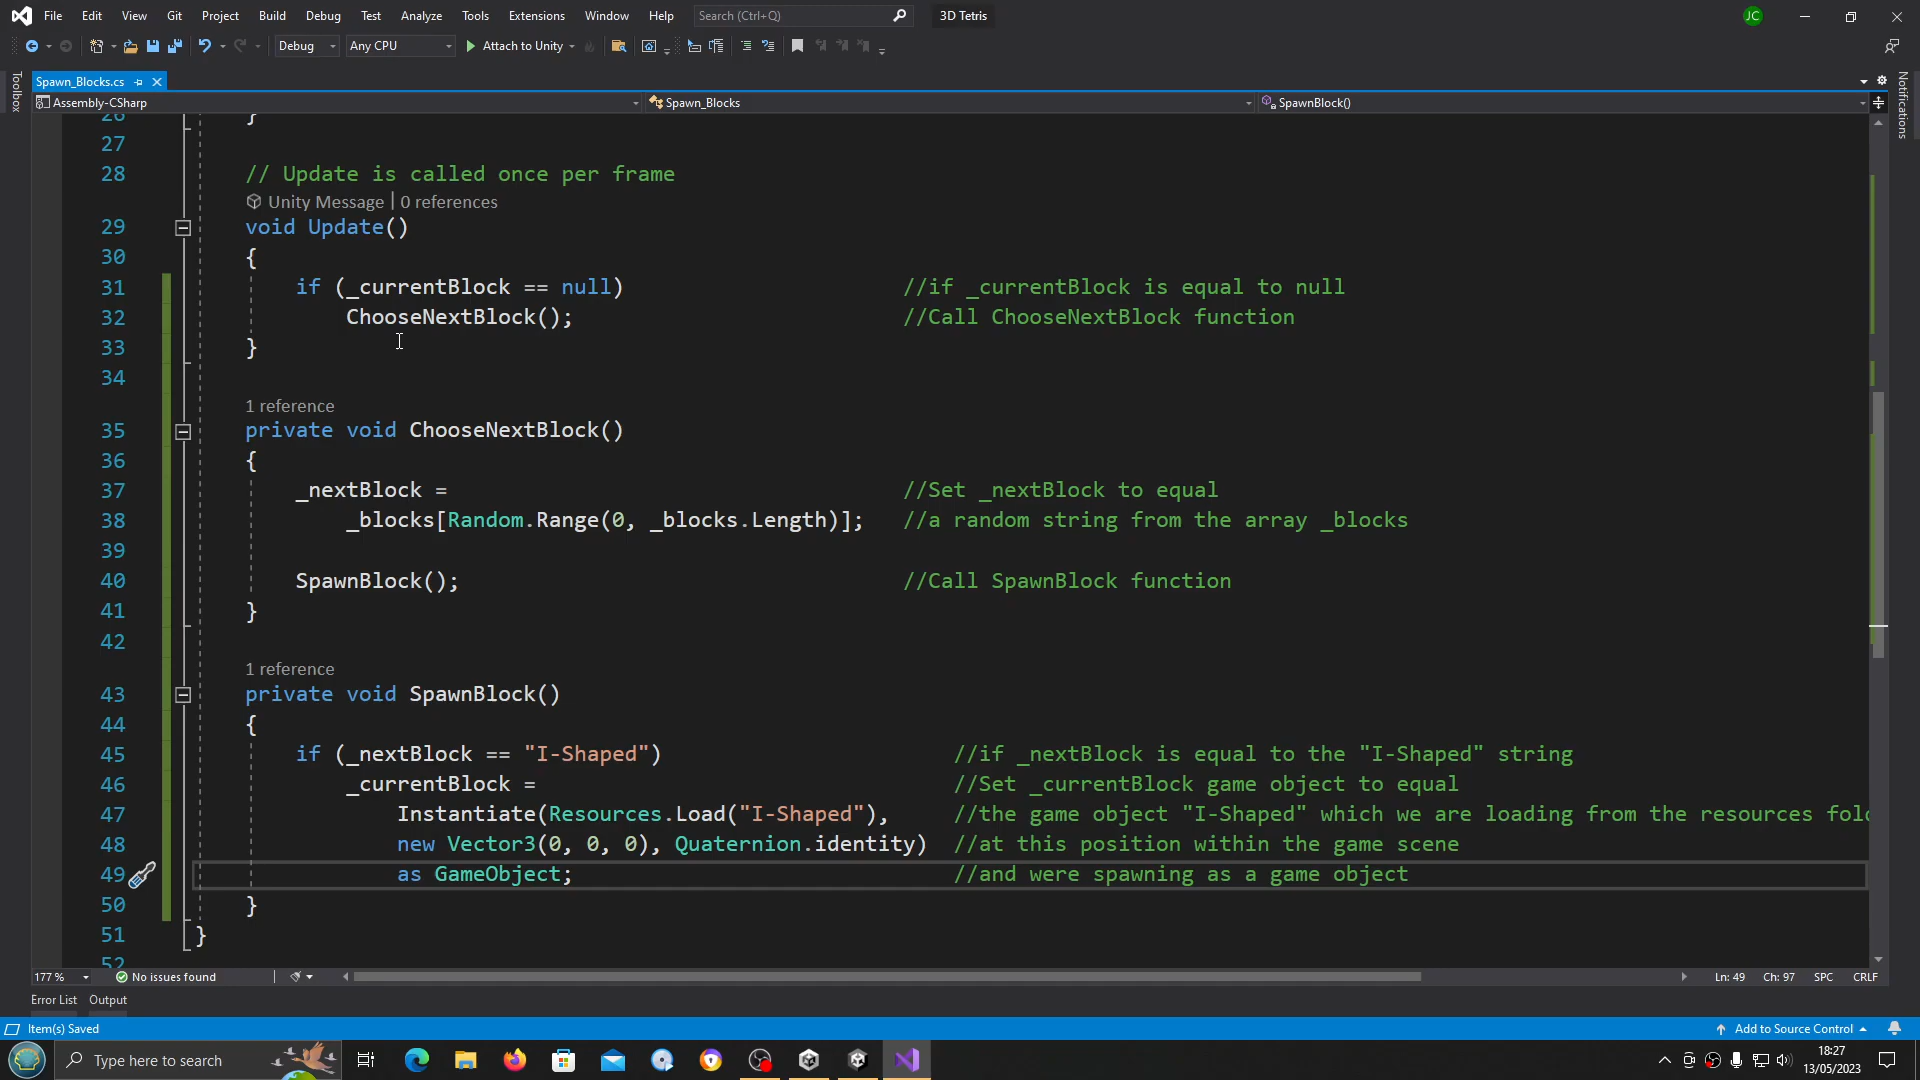 File Edit View Git Project Build Debug Test Analyze Tools Extensions Window Help Search (Ctrl+Q) 3D Tetris JC
Debug Any CPU Attach to Unity
Toolbox
Notifications
Spawn_Blocks.cs
Assembly-CSharp Spawn_Blocks SpawnBlock()
26 }
27
28 // Update is called once per frame
Unity Message | 0 references
29 void Update()
30 {
31 if (_currentBlock == null) //if _currentBlock is equal to null
32 ChooseNextBlock(); //Call ChooseNextBlock function
33 }
34
1 reference
35 private void ChooseNextBlock()
36 {
37 _nextBlock = //Set _nextBlock to equal
38 _blocks[Random.Range(0, _blocks.Length)]; //a random string from the array _blocks
39
40 SpawnBlock(); //Call SpawnBlock function
41 }
42
1 reference
43 private void SpawnBlock()
44 {
45 if (_nextBlock == "I-Shaped") //if _nextBlock is equal to the "I-Shaped" string
46 _currentBlock = //Set _currentBlock game object to equal
47 Instantiate(Resources.Load("I-Shaped"), //the game object "I-Shaped" which we are loading from the resources fol
48 new Vector3(0, 0, 0), Quaternion.identity) //at this position within the game scene
49 as GameObject; //and were spawning as a game object
50 }
51 }
52
177 % No issues found Ln: 49 Ch: 97 SPC CRLF
Error List Output
Item(s) Saved Add to Source Control
Type here to search 18:27
13/05/2023